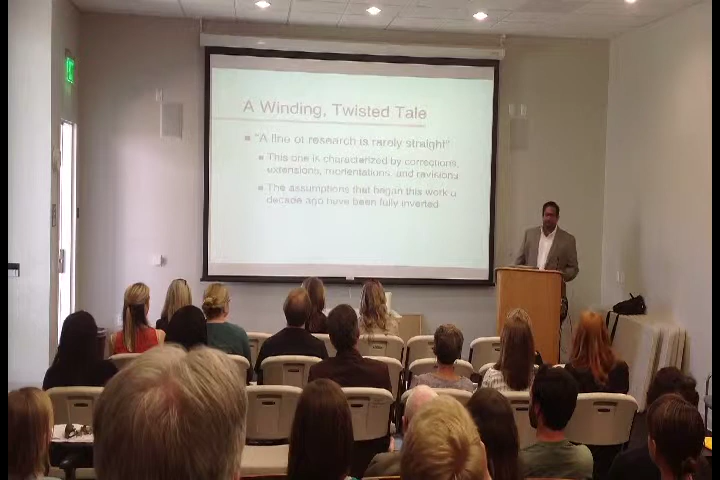 A Winding, Twisted Tale
"A line of research is rarely straight"
This one is characterized by corrections,
extensions, reorientations, and revisions
The assumptions that began this work a
decade ago have been fully inverted